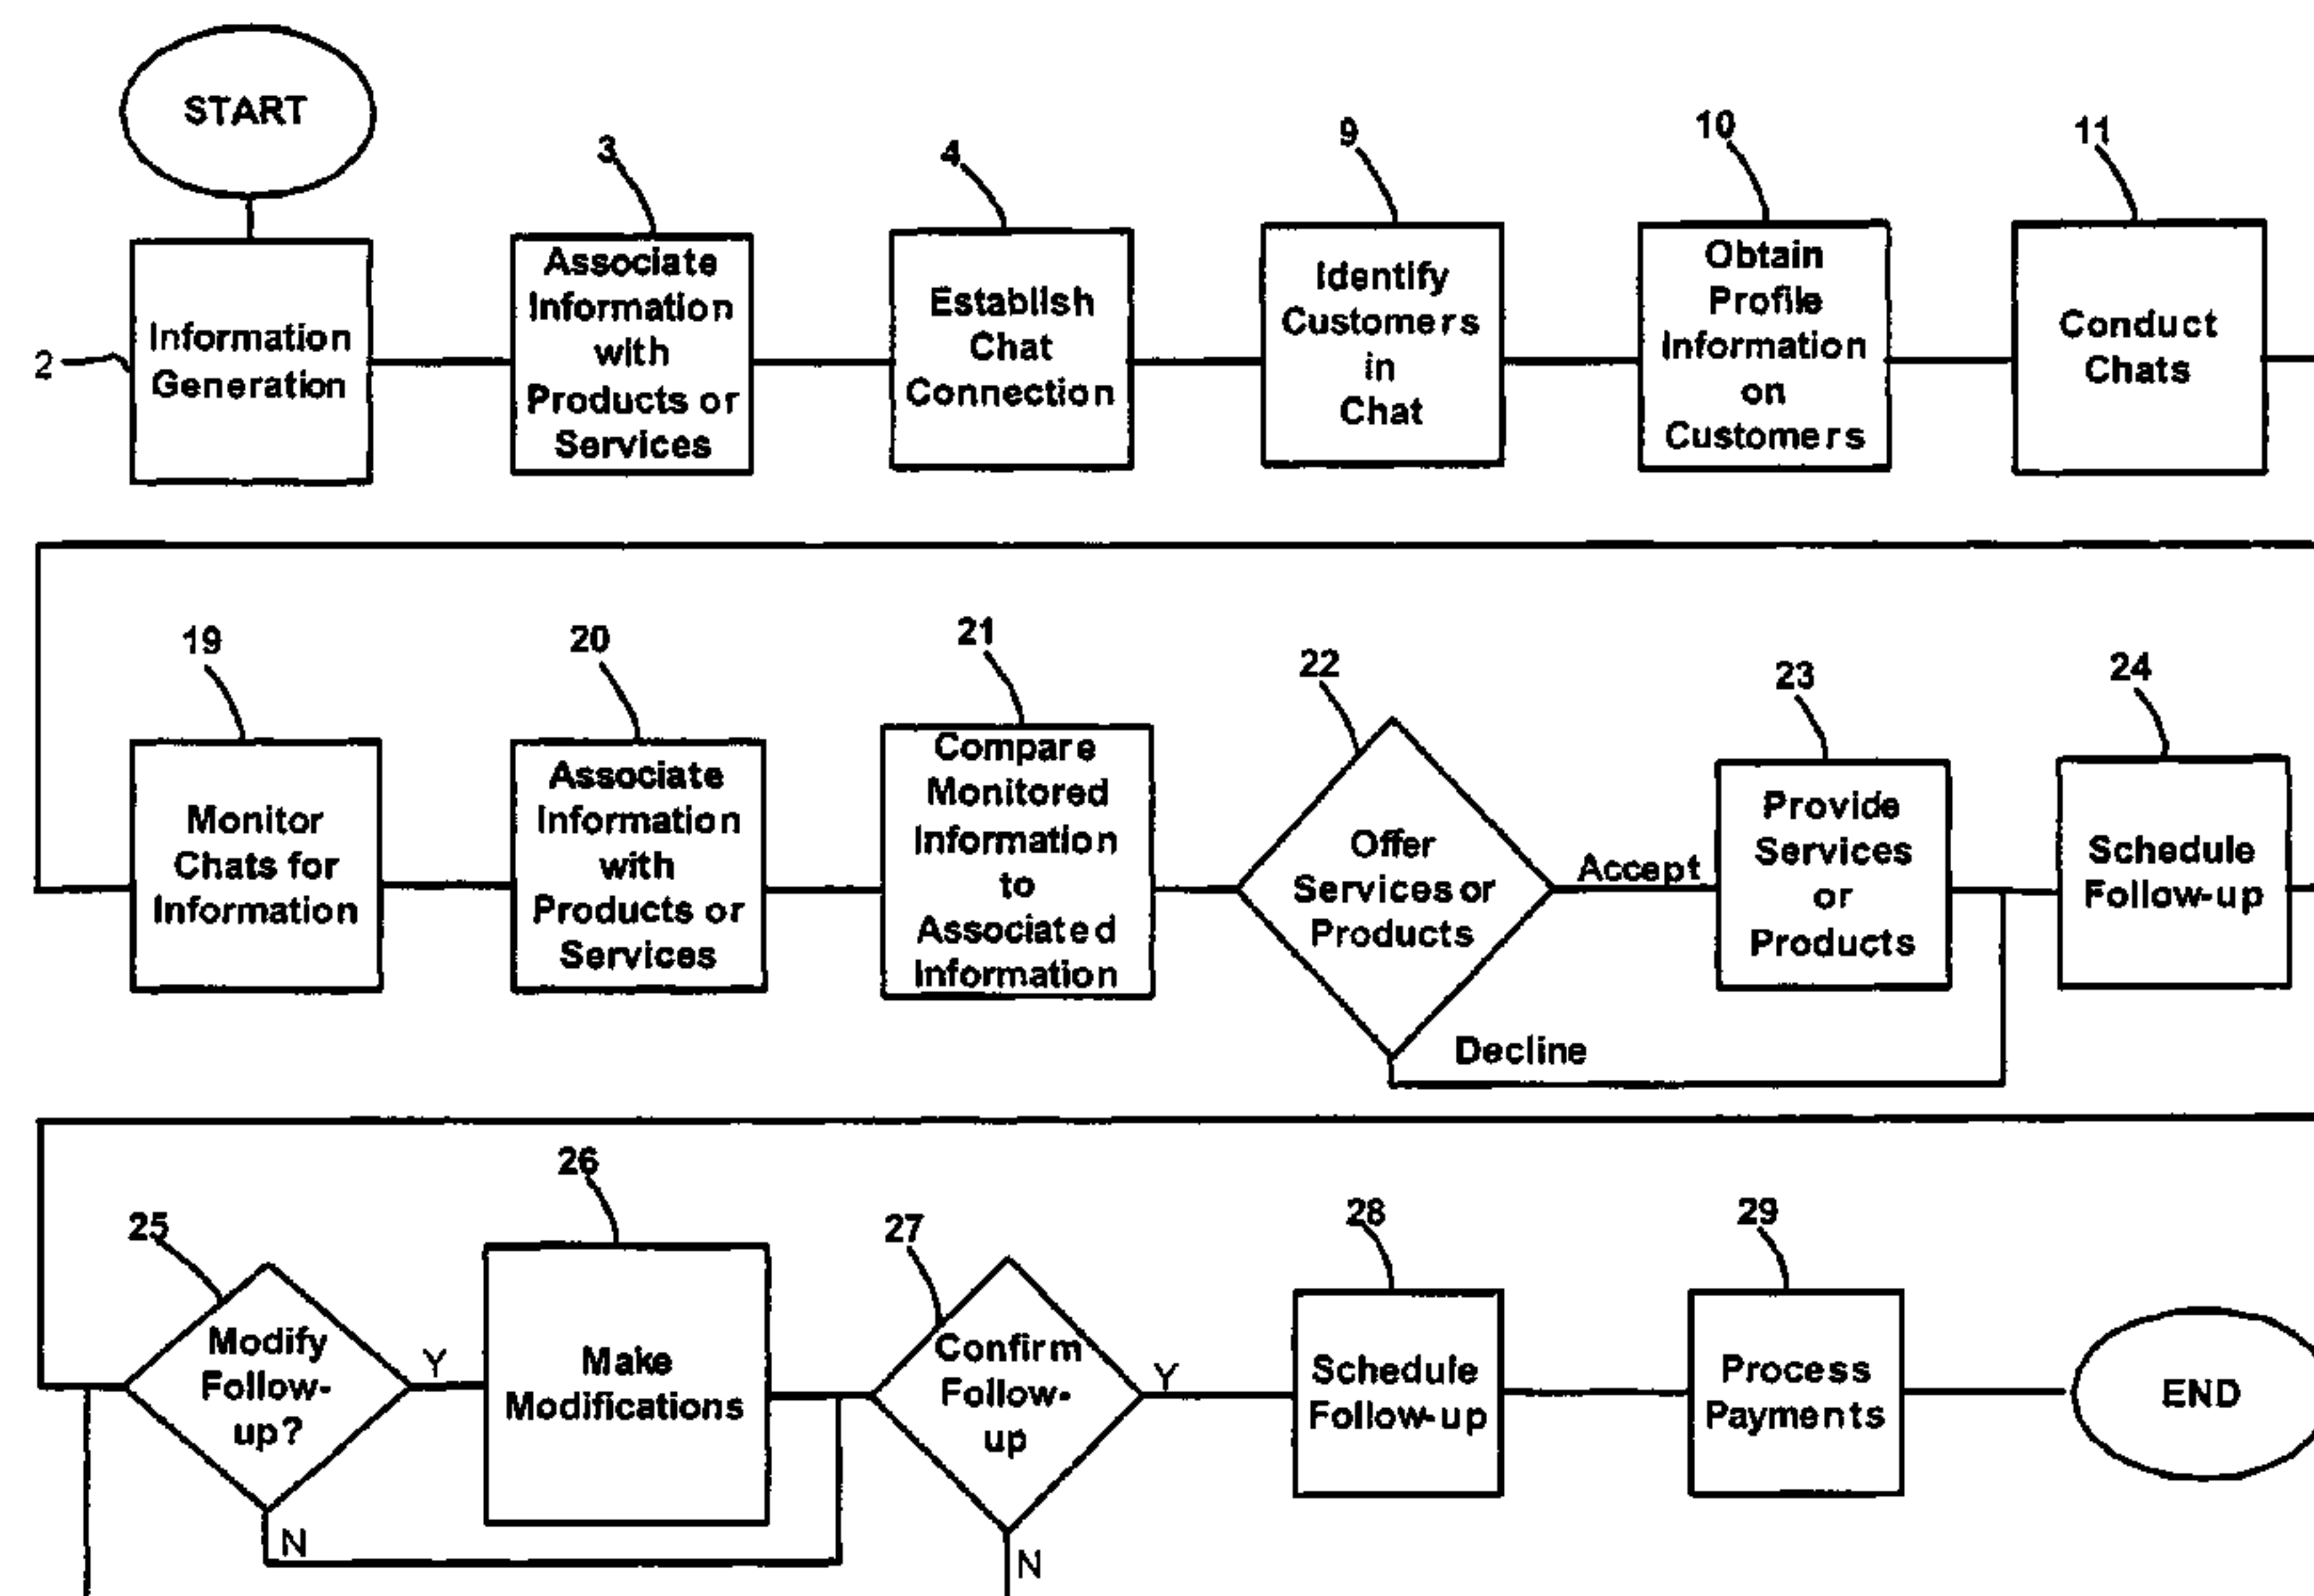 START
3
4
9
10
11
2
Information
Generation
Associate
Information
with
Products or
Services
Establish
Chat
Connection
Identify
Customers
in
Chat
Obtain
Profile
Information
on
Customers
Conduct
Chats
19
20
21
22
23
24
Monitor
Chats for
Information
Associate
Information
with
Products or
Services
Compare
Monitored
Information
to
Associated
Information
Offer
Services or
Products
Accept
Decline
Provide
Services
or
Products
Schedule
Follow-up
25
26
27
28
29
Modify
Follow-
up?
Y
N
Make
Modifications
Confirm
Follow-
up
Y
N
Schedule
Follow-up
Process
Payments
END